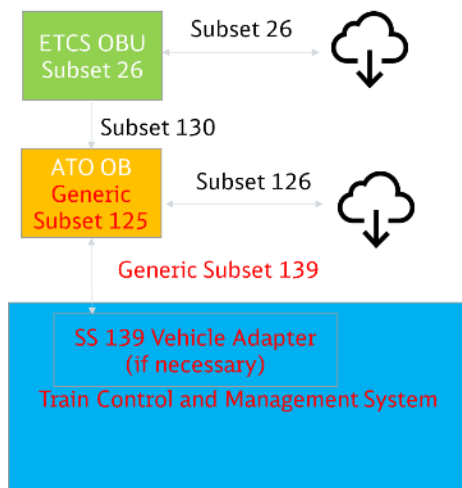 ETCS OBU
Subset 26
Subset 26
Subset 130
ATO OB
Generic
Subset 125
Subset 126
Generic Subset 139
SS 139 Vehicle Adapter
(if necessary)
Train Control and Management System